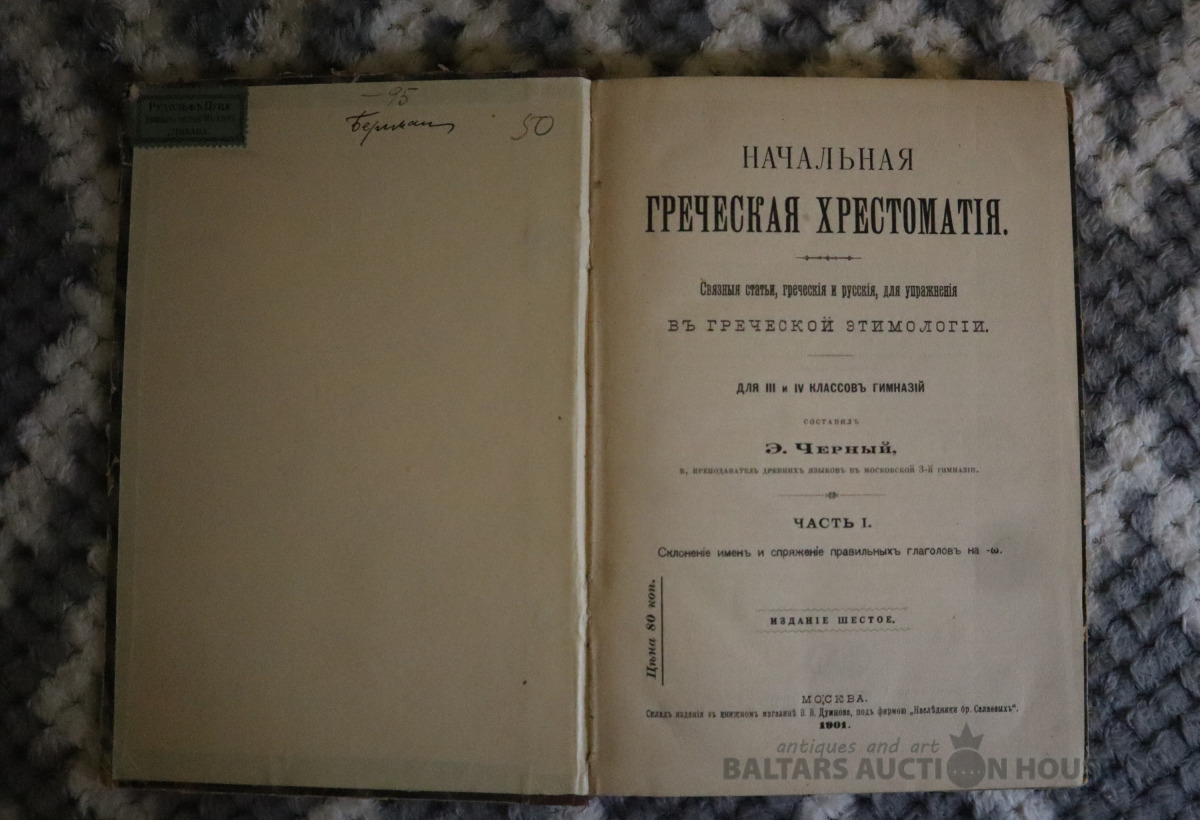 — 95
50
НАЧАЛЬНАЯ
ГРЕЧЕСКАЯ ХРЕСТОМАТІЯ.
Связныя статьи, греческія и русскія, для упражненія
ВЪ ГРЕЧЕСКОЙ ЭТИМОЛОГІИ.
ДЛЯ III и IV КЛАССОВЪ ГИМНАЗІЙ
СОСТАВИЛЪ
Э. Черный,
ПРЕПОДАВАТЕЛЬ ДРЕВНИХЪ ЯЗЫКОВЪ ВЪ МОСКОВСКОЙ 3-Й ГИМНАЗІИ.
ЧАСТЬ I.
Склоненіе именъ и спряженіе правильныхъ глаголовъ на -ω.
Цѣна 80 коп.
ИЗДАНІЕ ШЕСТОЕ.
МОСКВА.
Складъ изданія въ книжномъ магазинѣ В. В. Думнова, подъ фирмою „Наслѣдники бр. Салаевыхъ“.
1901.
antiques and art
BALTARS AUCTION HOUSE